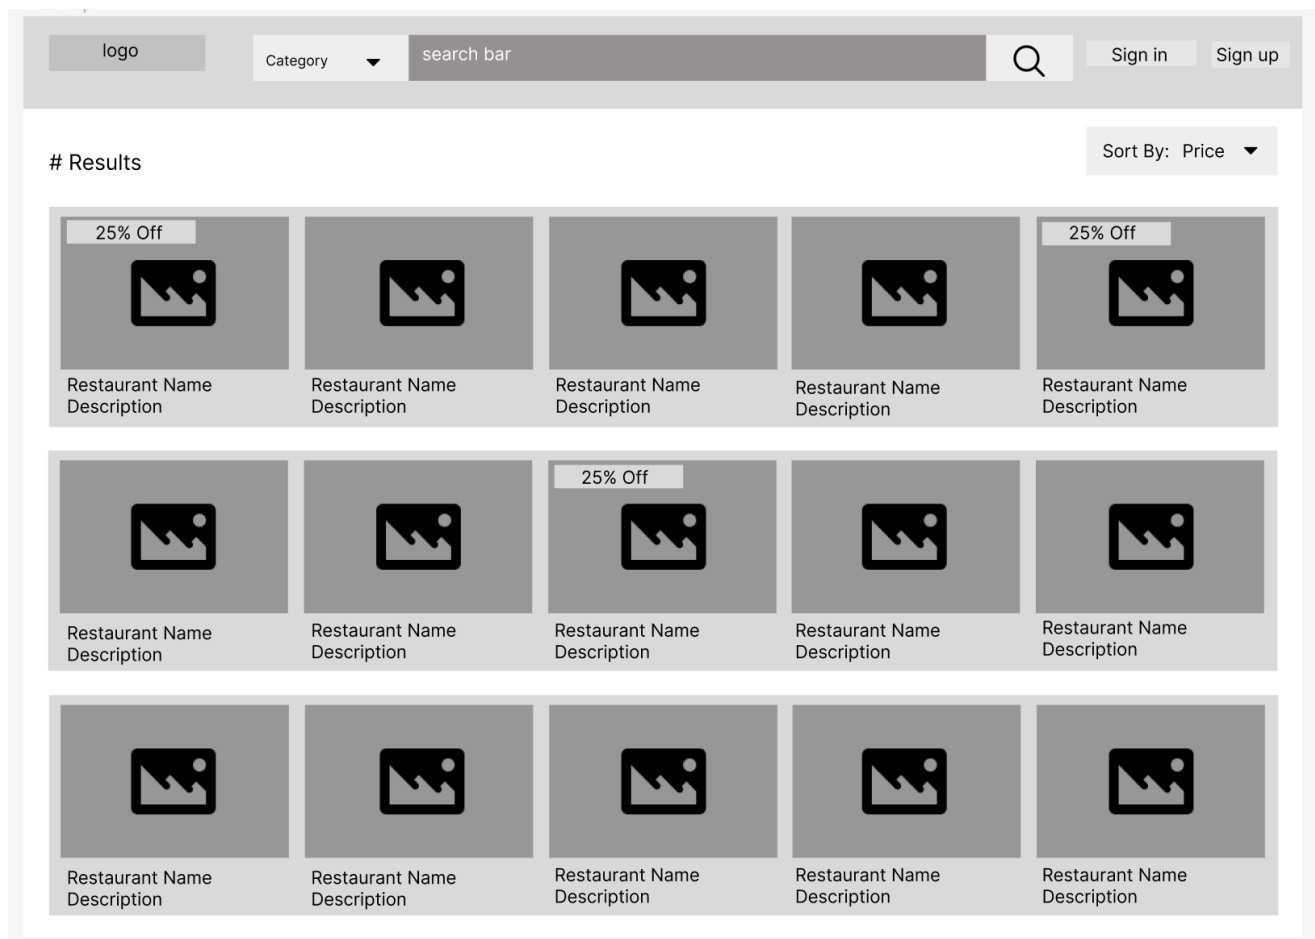 logo
Category
search bar
Sign in
Sign up
# Results
Sort By: Price
25% Off
25% Off
Restaurant Name
Description
Restaurant Name
Description
Restaurant Name
Description
Restaurant Name
Description
Restaurant Name
Description
25% Off
Restaurant Name
Description
Restaurant Name
Description
Restaurant Name
Description
Restaurant Name
Description
Restaurant Name
Description
Restaurant Name
Description
Restaurant Name
Description
Restaurant Name
Description
Restaurant Name
Description
Restaurant Name
Description